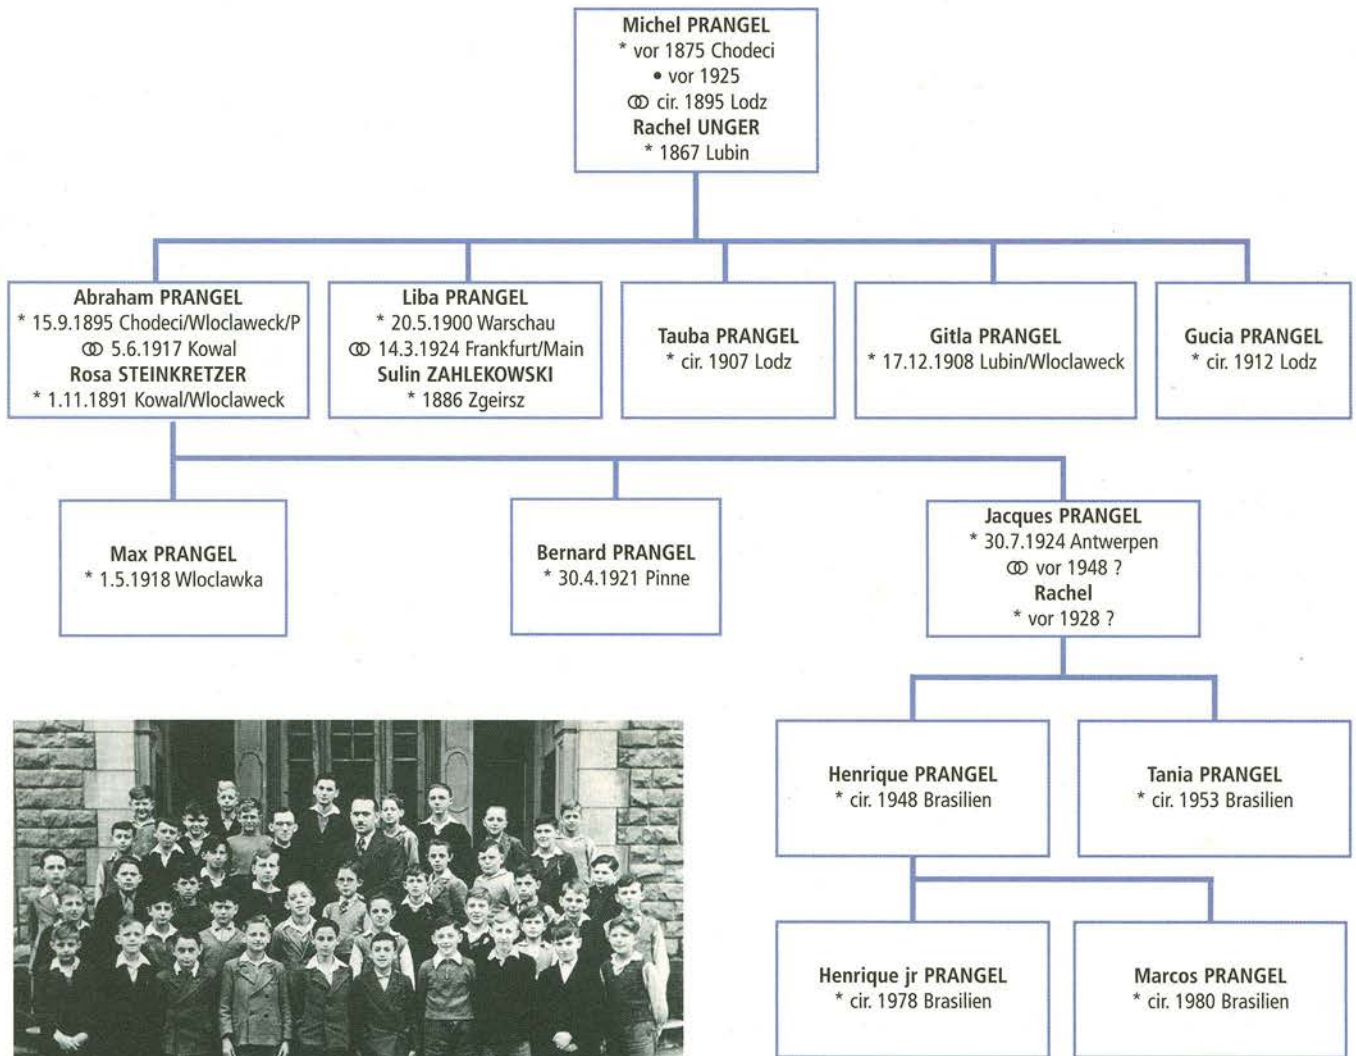 Michel PRANGEL
* vor 1875 Chodeci
• vor 1925
⚭ cir. 1895 Lodz
Rachel UNGER
* 1867 Lubin
Abraham PRANGEL
* 15.9.1895 Chodeci/Wloclaweck/P
⚭ 5.6.1917 Kowal
Rosa STEINKRETZER
* 1.11.1891 Kowal/Wloclaweck
Liba PRANGEL
* 20.5.1900 Warschau
⚭ 14.3.1924 Frankfurt/Main
Sulin ZAHLEKOWSKI
* 1886 Zgeirsz
Tauba PRANGEL
* cir. 1907 Lodz
Gitla PRANGEL
* 17.12.1908 Lubin/Wloclaweck
Gucia PRANGEL
* cir. 1912 Lodz
Max PRANGEL
* 1.5.1918 Wloclawka
Bernard PRANGEL
* 30.4.1921 Pinne
Jacques PRANGEL
* 30.7.1924 Antwerpen
⚭ vor 1948 ?
Rachel
* vor 1928 ?
Henrique PRANGEL
* cir. 1948 Brasilien
Tania PRANGEL
* cir. 1953 Brasilien
Henrique jr PRANGEL
* cir. 1978 Brasilien
Marcos PRANGEL
* cir. 1980 Brasilien